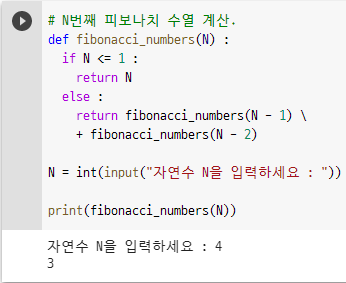 # N번째 피보나치 수열 계산.
def fibonacci_numbers(N) :
  if N <= 1 :
    return N
  else :
    return fibonacci_numbers(N - 1) \
    + fibonacci_numbers(N - 2)

N = int(input("자연수 N을 입력하세요 : "))

print(fibonacci_numbers(N))
자연수 N을 입력하세요 : 4
3